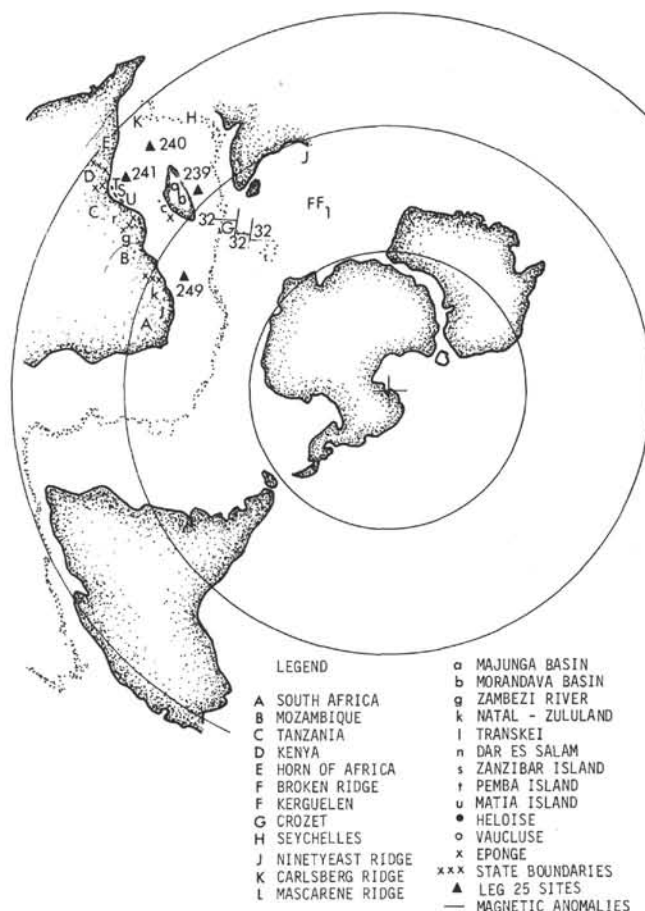 K
H
240
J
E
239
D
241
T
S
a
b
U
FF1
C
r
c
x
32
G
32
32
g
B
249
k
A
J
LEGEND
A SOUTH AFRICA
B MOZAMBIQUE
C TANZANIA
D KENYA
E HORN OF AFRICA
F BROKEN RIDGE
F KERGUELEN
G CROZET
H SEYCHELLES
J NINETYEAST RIDGE
K CARLSBERG RIDGE
L MASCARENE RIDGE
a MAJUNGA BASIN
b MORANDAVA BASIN
g ZAMBEZI RIVER
k NATAL - ZULULAND
l TRANSKEI
n DAR ES SALAM
s ZANZIBAR ISLAND
t PEMBA ISLAND
u MATIA ISLAND
HELOISE
VAUCLUSE
x EPONGE
xxx STATE BOUNDARIES
LEG 25 SITES
MAGNETIC ANOMALIES